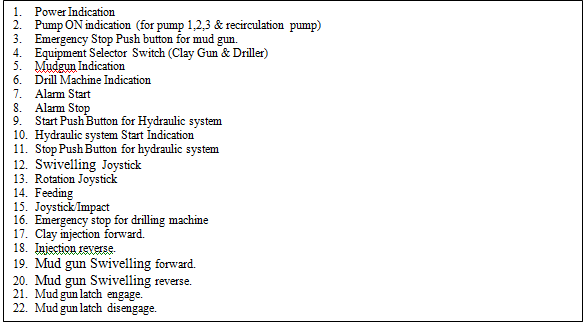 1. Power Indication
2. Pump ON indication (for pump 1,2,3 & recirculation pump)
3. Emergency Stop Push button for mud gun.
4. Equipment Selector Switch (Clay Gun & Driller)
5. Mudgun Indication
6. Drill Machine Indication
7. Alarm Start
8. Alarm Stop
9. Start Push Button for Hydraulic system
10. Hydraulic system Start Indication
11. Stop Push Button for hydraulic system
12. Swivelling Joystick
13. Rotation Joystick
14. Feeding
15. Joystick/Impact
16. Emergency stop for drilling machine
17. Clay injection forward.
18. Injection reverse.
19. Mud gun Swivelling forward.
20. Mud gun Swivelling reverse.
21. Mud gun latch engage.
22. Mud gun latch disengage.